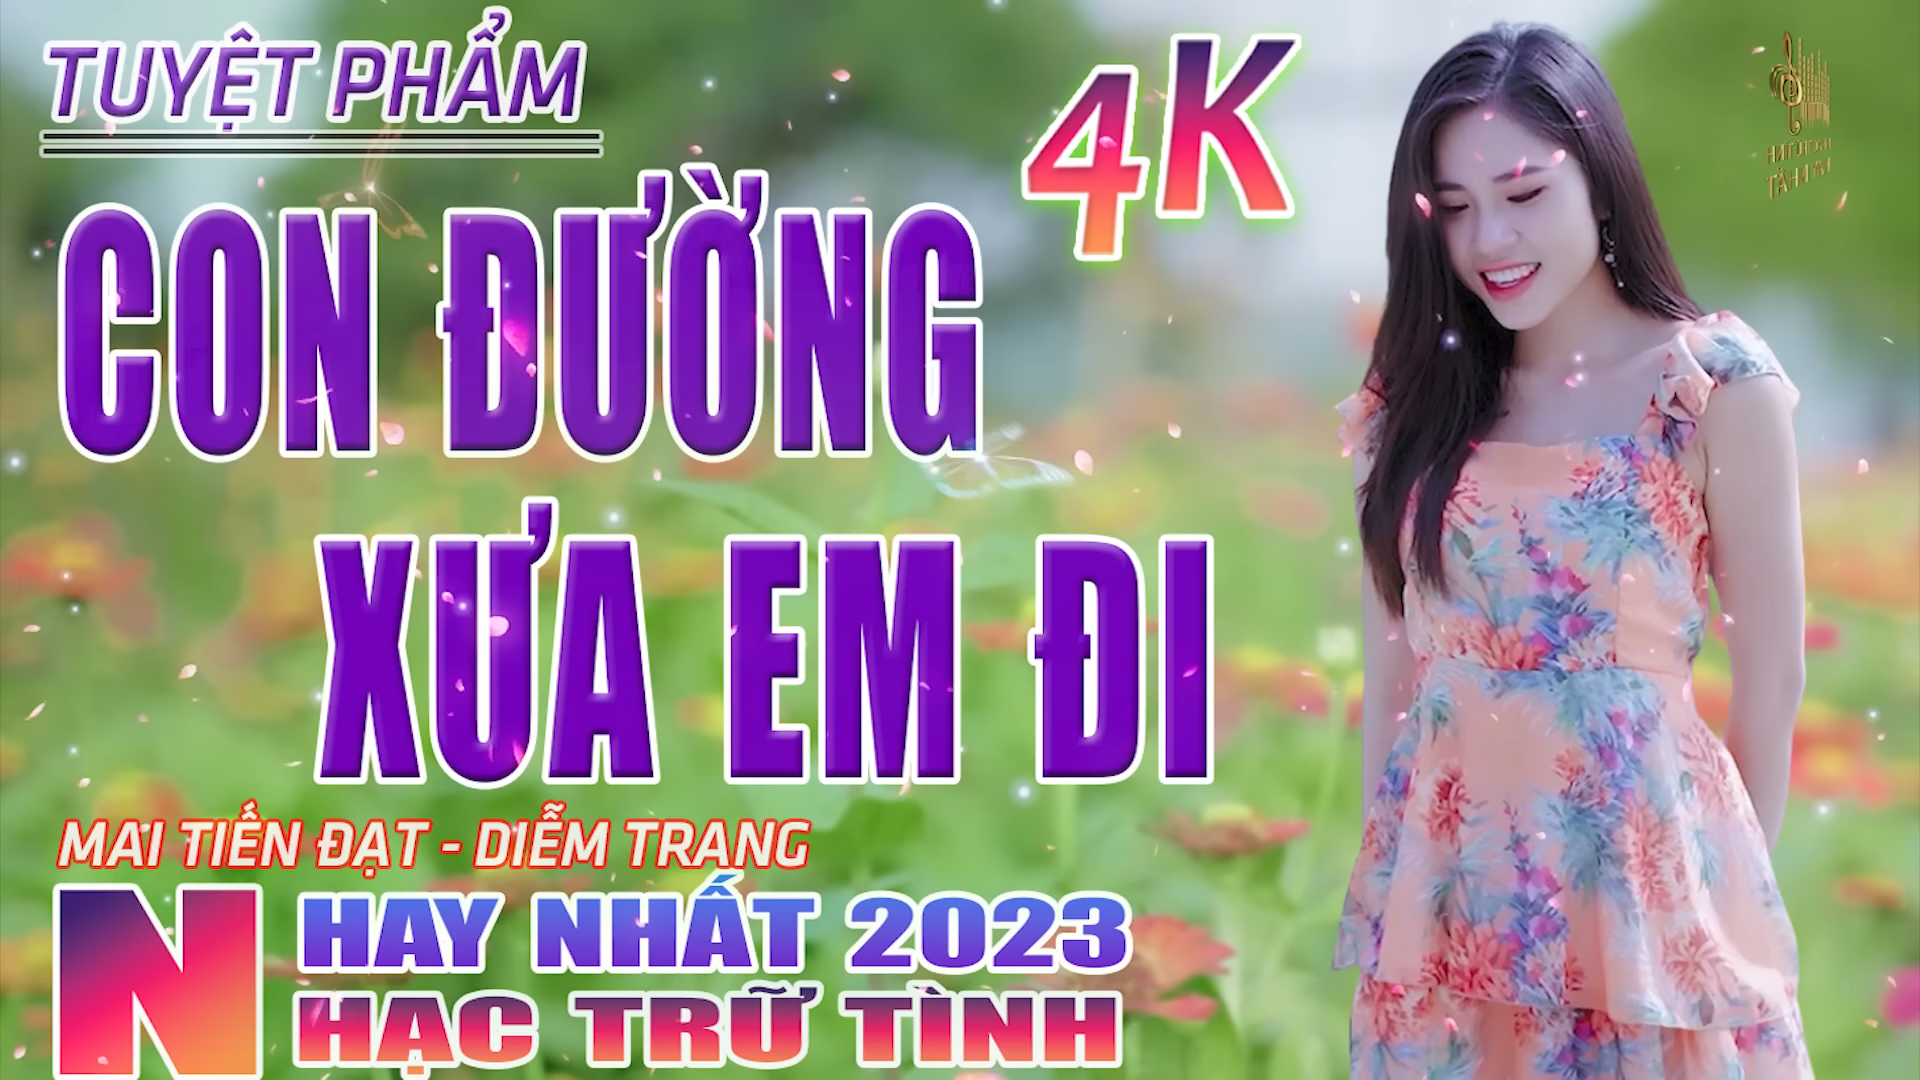 TUYỆT PHẨM
4K
CON ĐƯỜNG
XƯA EM ĐI
MAI TIẾN ĐẠT - DIỄM TRANG
N
HAY NHẤT 2023
HẠC TRỮ TÌNH